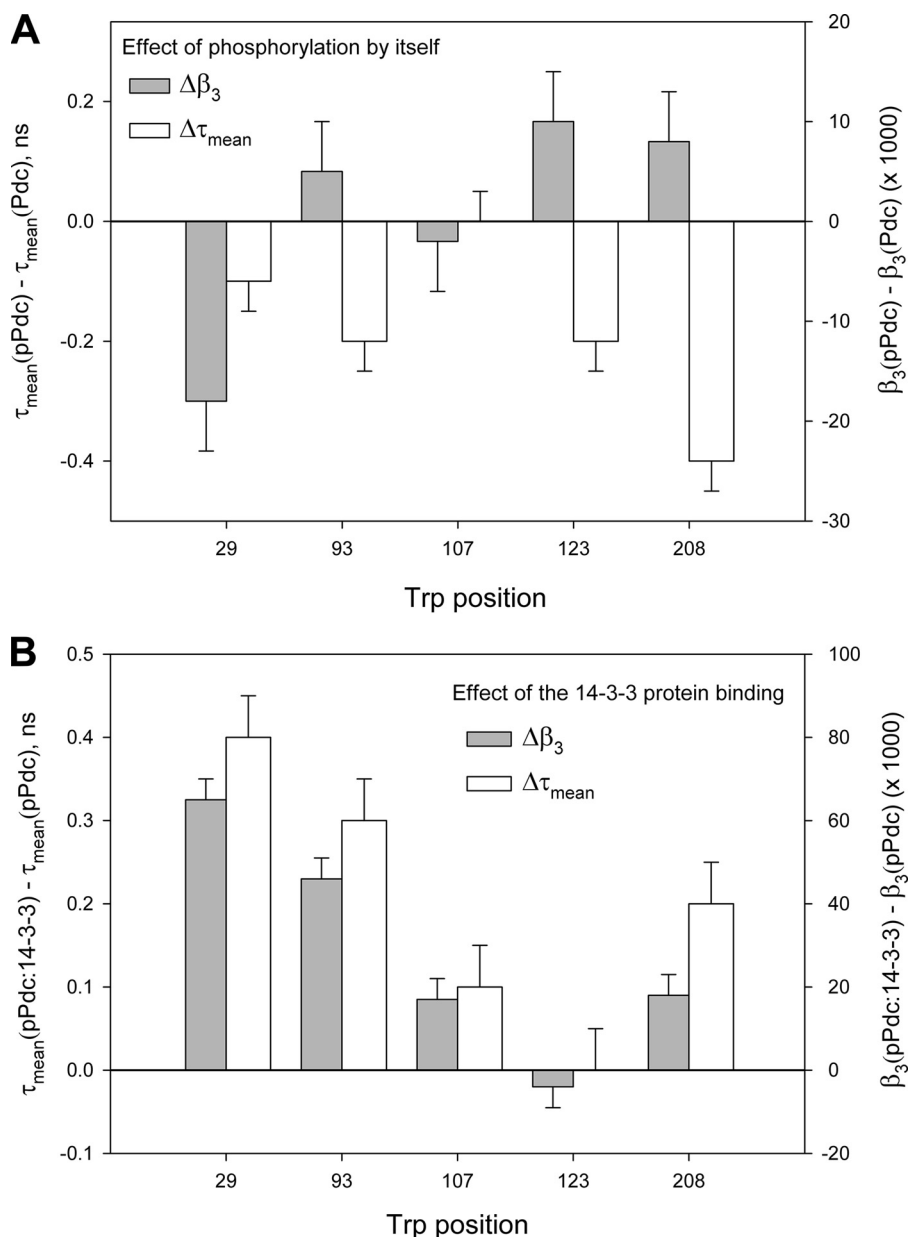 A
Effect of phosphorylation by itself
Δβ3
Δτmean
0.2
0.0
-0.2
-0.4
τmean(pPdc) - τmean(Pdc), ns
20
10
0
-10
-20
-30
β3(pPdc) - β3(Pdc) (x 1000)
29 93 107 123 208
Trp position
B
Effect of the 14-3-3 protein binding
Δβ3
Δτmean
0.5
0.4
0.3
0.2
0.1
0.0
-0.1
τmean(pPdc:14-3-3) - τmean(pPdc), ns
100
80
60
40
20
0
-20
β3(pPdc:14-3-3) - β3(pPdc) (x 1000)
29 93 107 123 208
Trp position